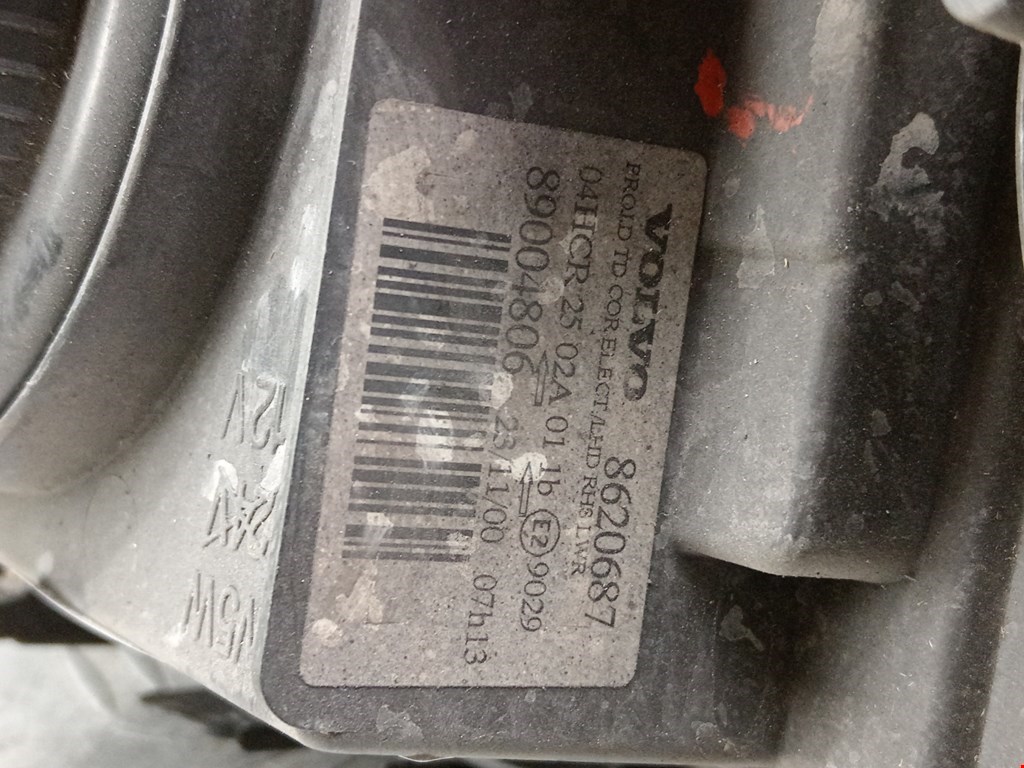 VOLVO 8620687
PROJ.D TD COR ELECT/LHD RHS LWR
04HCR 25 02A 01 1b E2 9029
89004806 23/11/00 07h13
12V